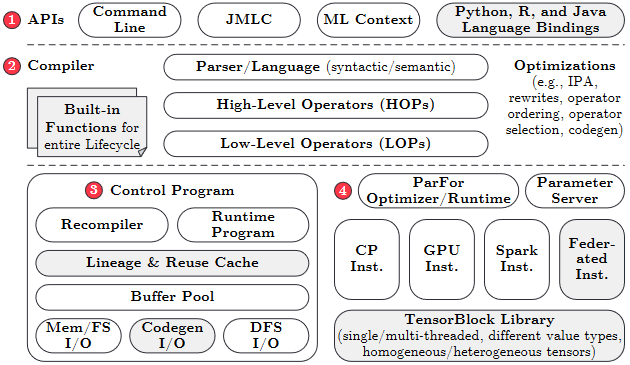 1 APIs
Command
Line
JMLC
ML Context
Python, R, and Java
Language Bindings
2 Compiler
Parser/Language (syntactic/semantic)
High-Level Operators (HOPs)
Low-Level Operators (LOPs)
Built-in
Functions for
entire Lifecycle
Optimizations
(e.g., IPA,
rewrites, operator
ordering, operator
selection, codegen)
3 Control Program
Recompiler
Runtime
Program
Lineage & Reuse Cache
Buffer Pool
Mem/FS
I/O
Codegen
I/O
DFS
I/O
4
ParFor
Optimizer/Runtime
Parameter
Server
CP
Inst.
GPU
Inst.
Spark
Inst.
Feder-
ated
Inst.
TensorBlock Library
(single/multi-threaded, different value types,
homogeneous/heterogeneous tensors)